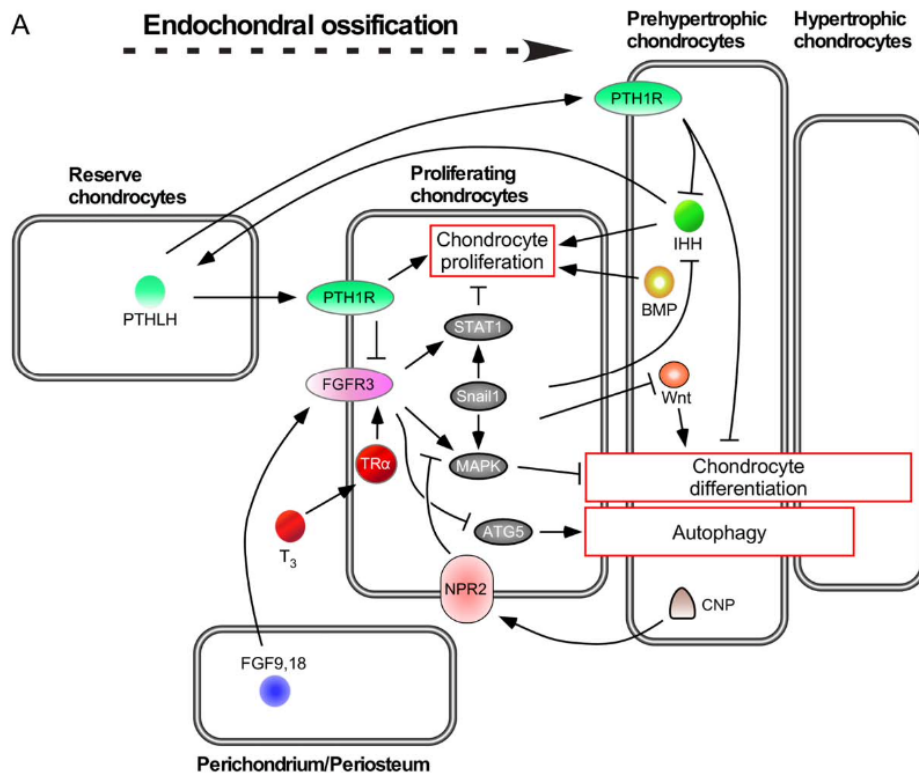 A
Endochondral ossification
Prehypertrophic
chondrocytes
Hypertrophic
chondrocytes
PTH1R
Reserve
chondrocytes
Proliferating
chondrocytes
Chondrocyte
proliferation
IHH
PTHLH
PTH1R
BMP
STAT1
FGFR3
Snail1
Wnt
TRα
MAPK
Chondrocyte
differentiation
T3
ATG5
Autophagy
NPR2
CNP
FGF9,18
Perichondrium/Periosteum